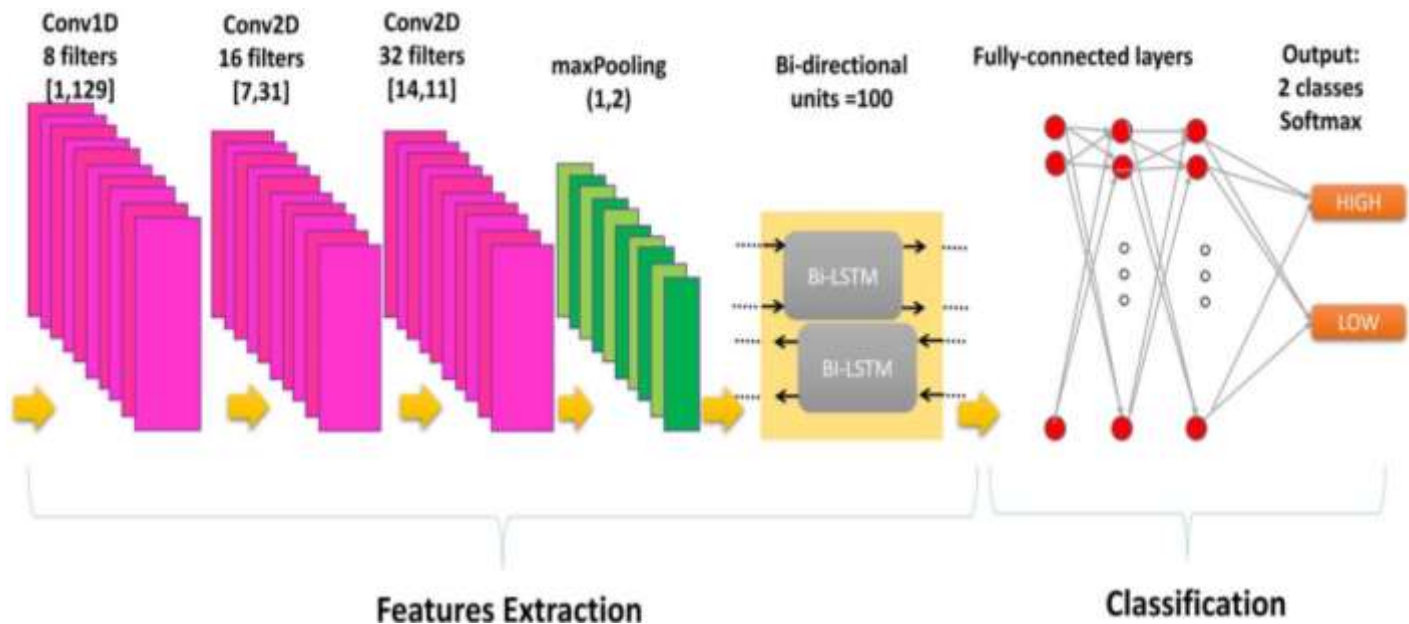 Conv1D
8 filters
[1,129]
Conv2D
16 filters
[7,31]
Conv2D
32 filters
[14,11]
maxPooling
(1,2)
Bi-directional
units =100
Fully-connected layers
Output:
2 classes
Softmax
HIGH
Bi-LSTM
LOW
Bi-LSTM
Features Extraction
Classification